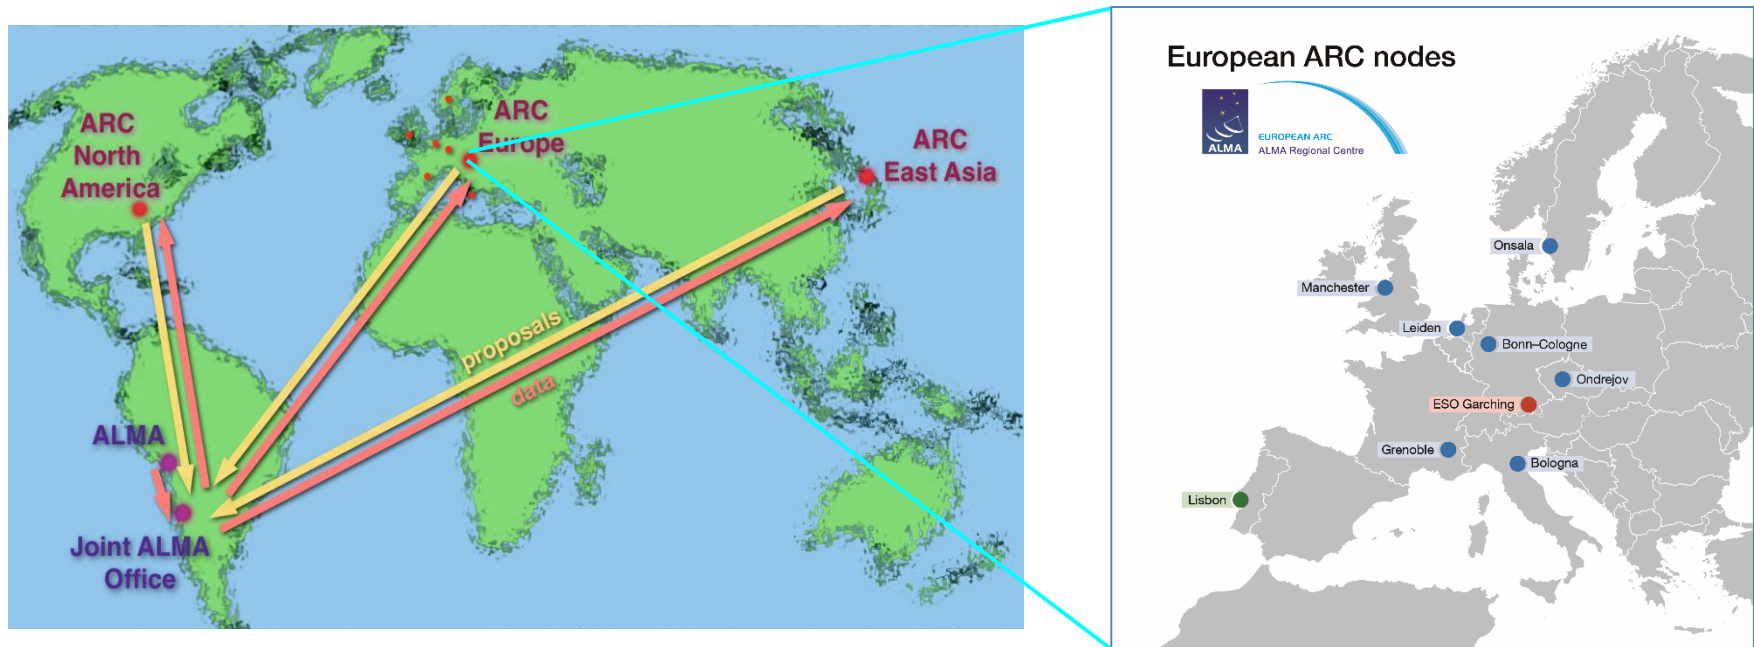 ARC
North
America
ARC
Europe
ARC
East Asia
proposals
data
ALMA
Joint ALMA
Office
European ARC nodes
ALMA
EUROPEAN ARC
ALMA Regional Centre
Onsala
Manchester
Leiden
Bonn–Cologne
Ondrejov
ESO Garching
Grenoble
Bologna
Lisbon